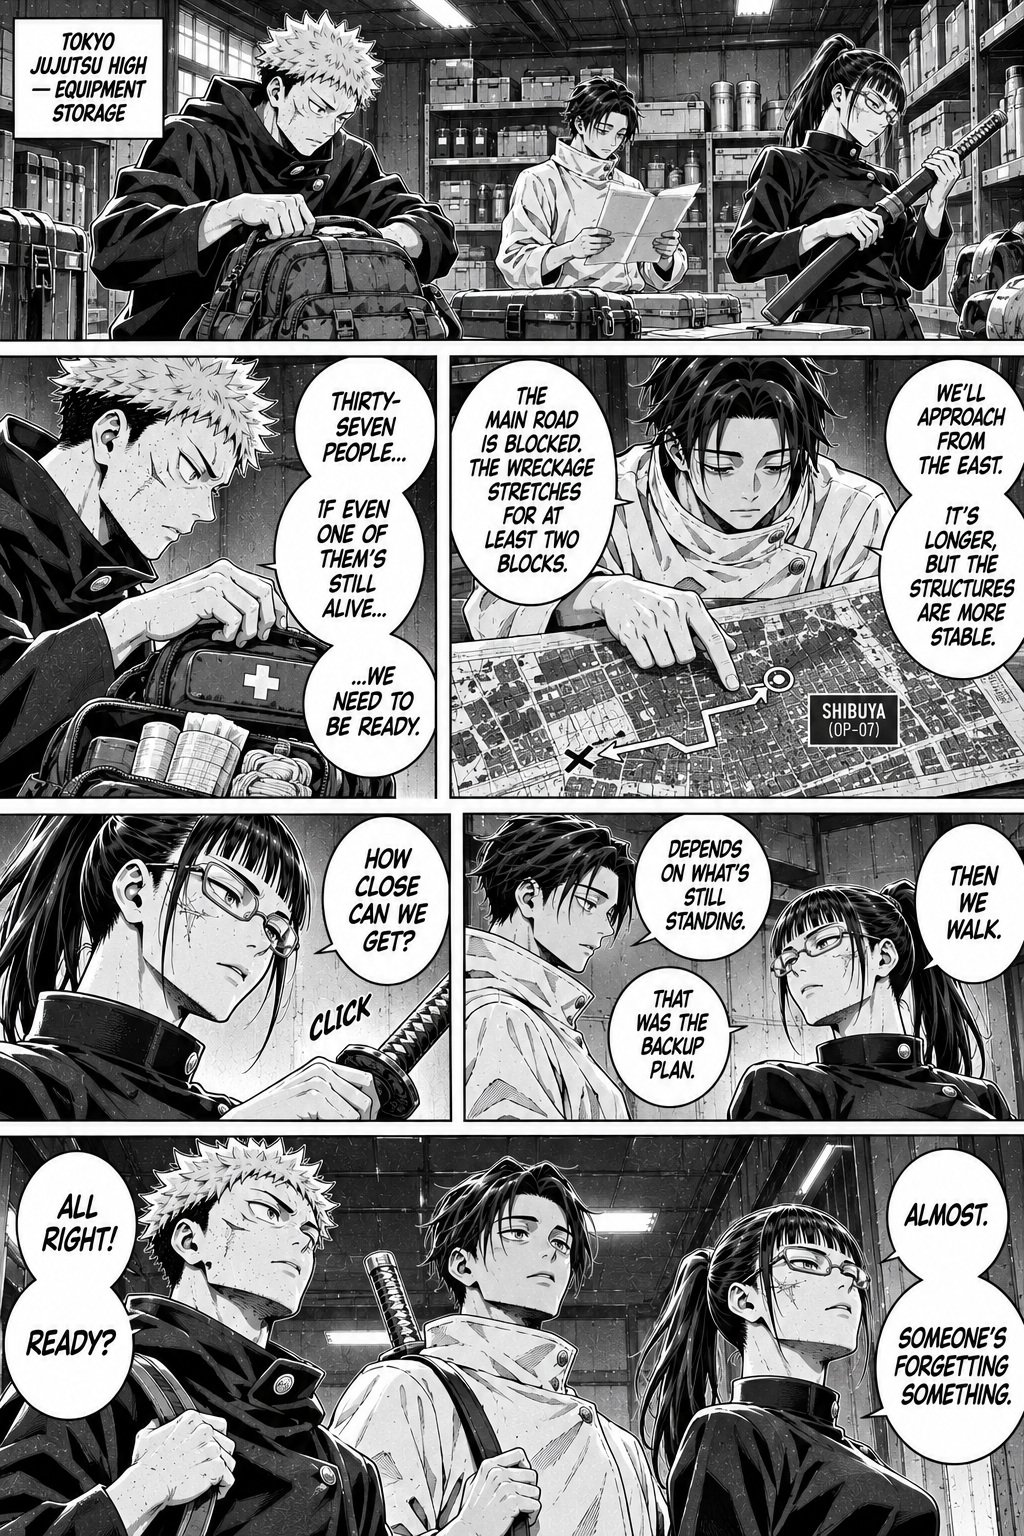 TOKYO
JUJUTSU HIGH
— EQUIPMENT
STORAGE
THIRTY-
SEVEN
PEOPLE...
IF EVEN
ONE OF
THEM'S
STILL
ALIVE...
...WE
NEED TO
BE READY.
THE
MAIN ROAD
IS BLOCKED.
THE WRECKAGE
STRETCHES
FOR AT
LEAST TWO
BLOCKS.
WE'LL
APPROACH
FROM
THE EAST.
IT'S
LONGER,
BUT THE
STRUCTURES
ARE MORE
STABLE.
SHIBUYA
(OP-07)
HOW
CLOSE
CAN WE
GET?
CLICK
DEPENDS
ON WHAT'S
STILL
STANDING.
THEN
WE
WALK.
THAT
WAS THE
BACKUP
PLAN.
ALL
RIGHT!
READY?
ALMOST.
SOMEONE'S
FORGETTING
SOMETHING.